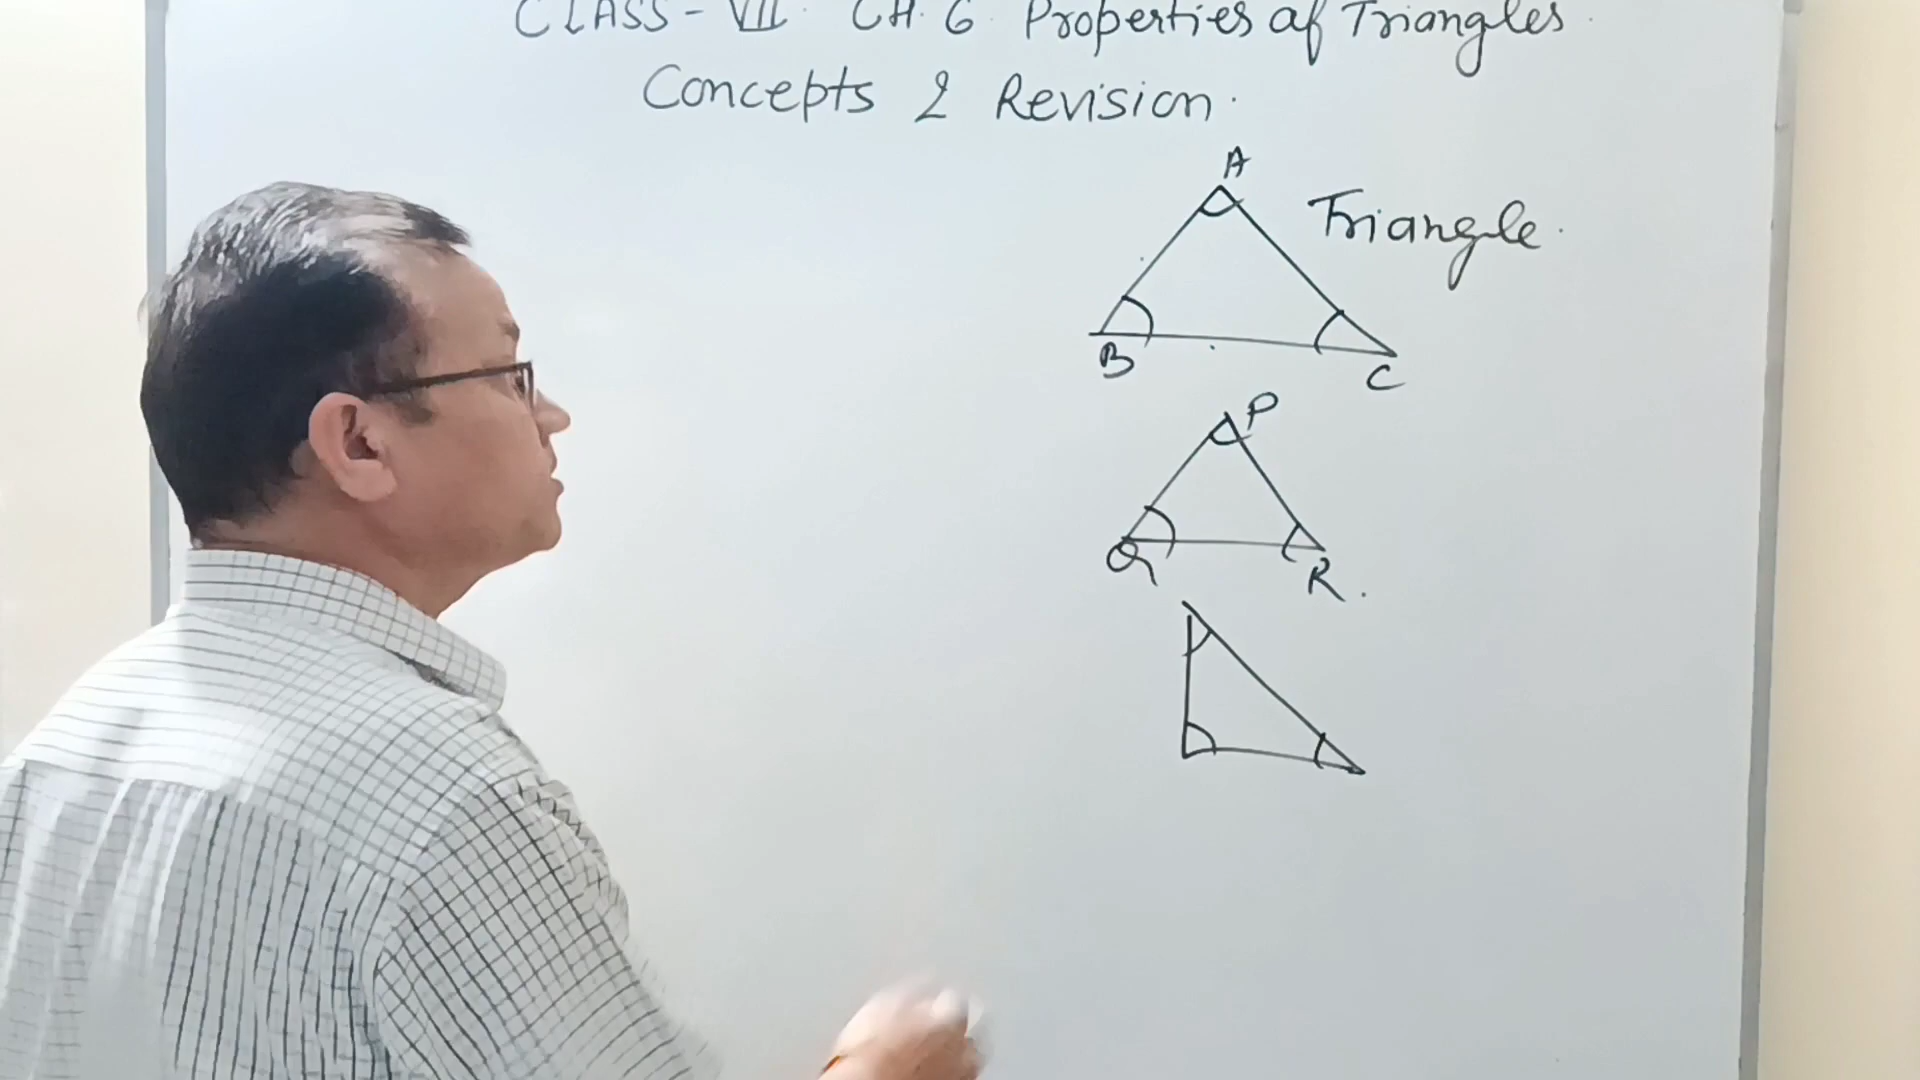 CLASS - VII. CH. 6 Properties of Triangles.
Concepts & Revision.
A
Triangle.
B
C
P
Q
R.